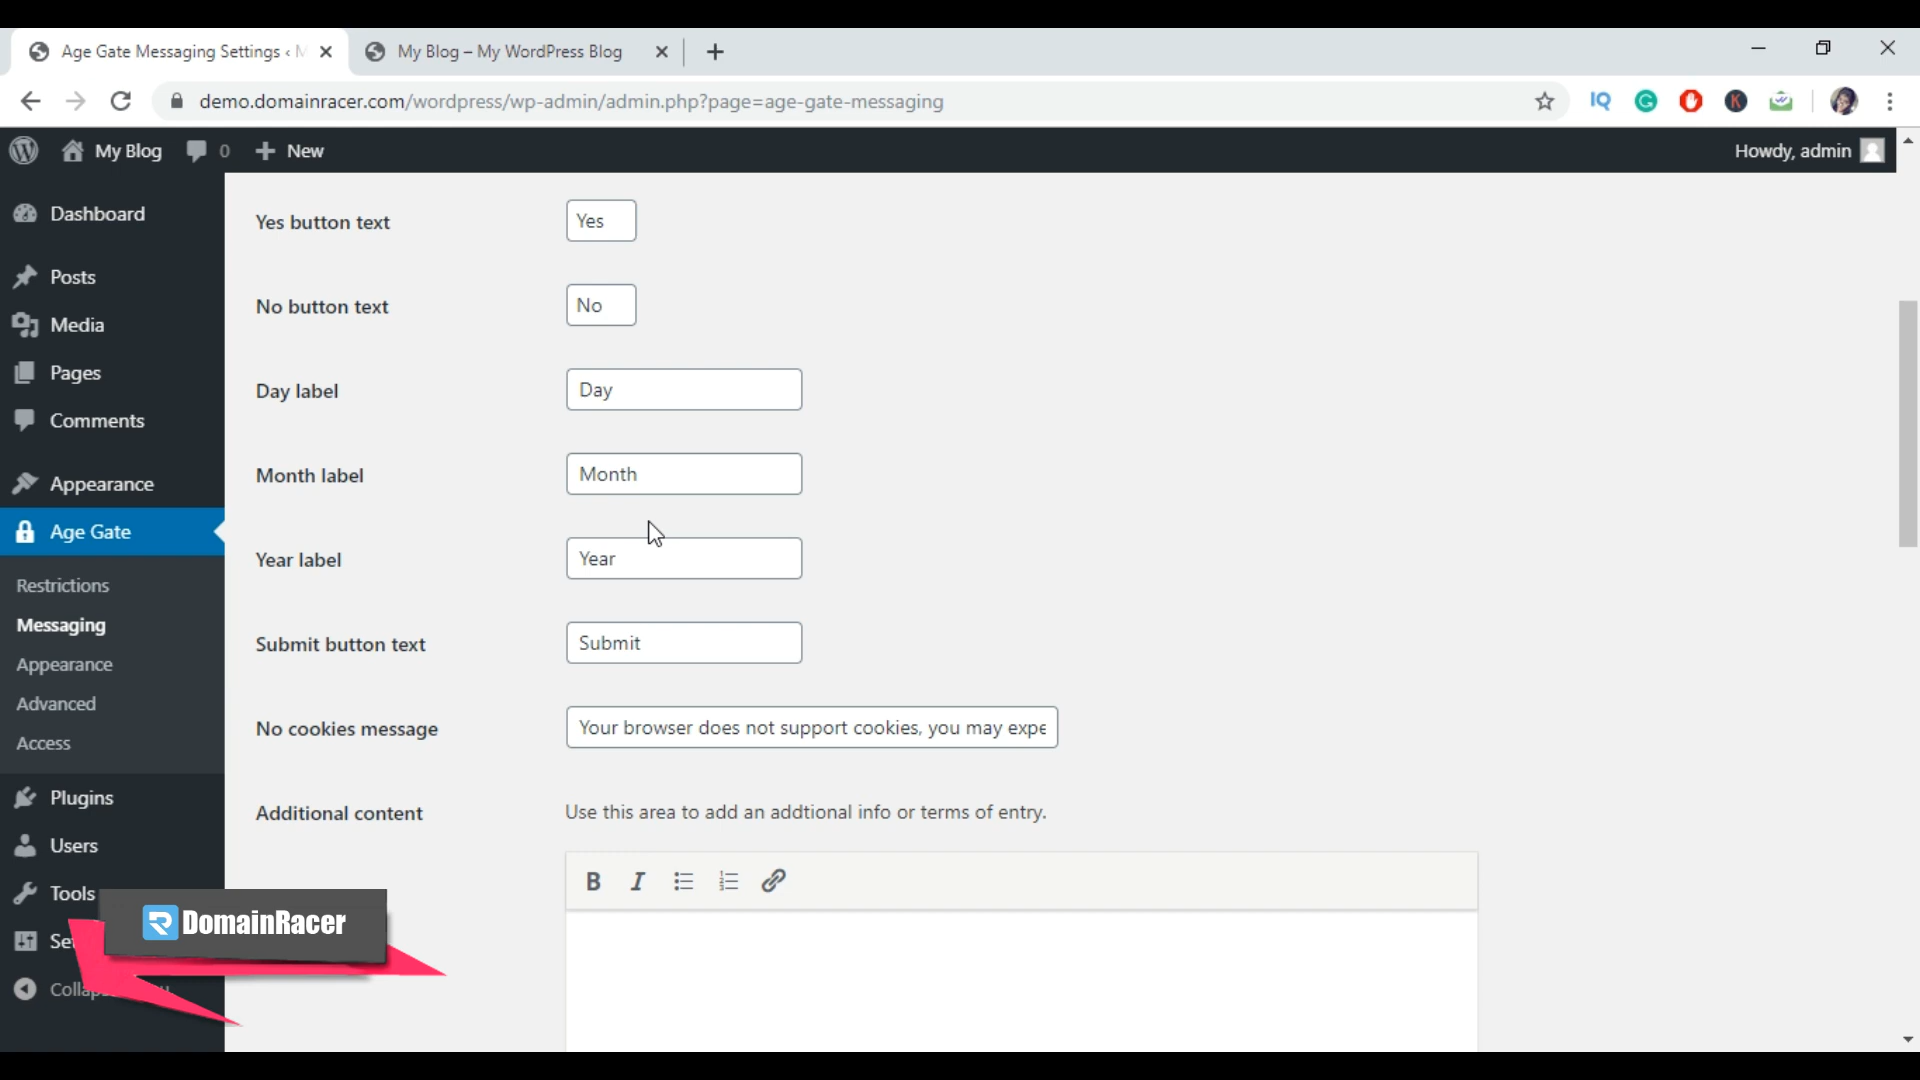 Age Gate Messaging Settings ‹ M
My Blog – My WordPress Blog
demo.domainracer.com/wordpress/wp-admin/admin.php?page=age-gate-messaging
IQ
G
K
My Blog
0
New
Howdy, admin
Dashboard
Posts
Media
Pages
Comments
Appearance
Age Gate
Restrictions
Messaging
Appearance
Advanced
Access
Plugins
Users
Tools
DomainRacer
Yes button text
Yes
No button text
No
Day label
Day
Month label
Month
Year label
Year
Submit button text
Submit
No cookies message
Your browser does not support cookies, you may expe
Additional content
Use this area to add an addtional info or terms of entry.
B I